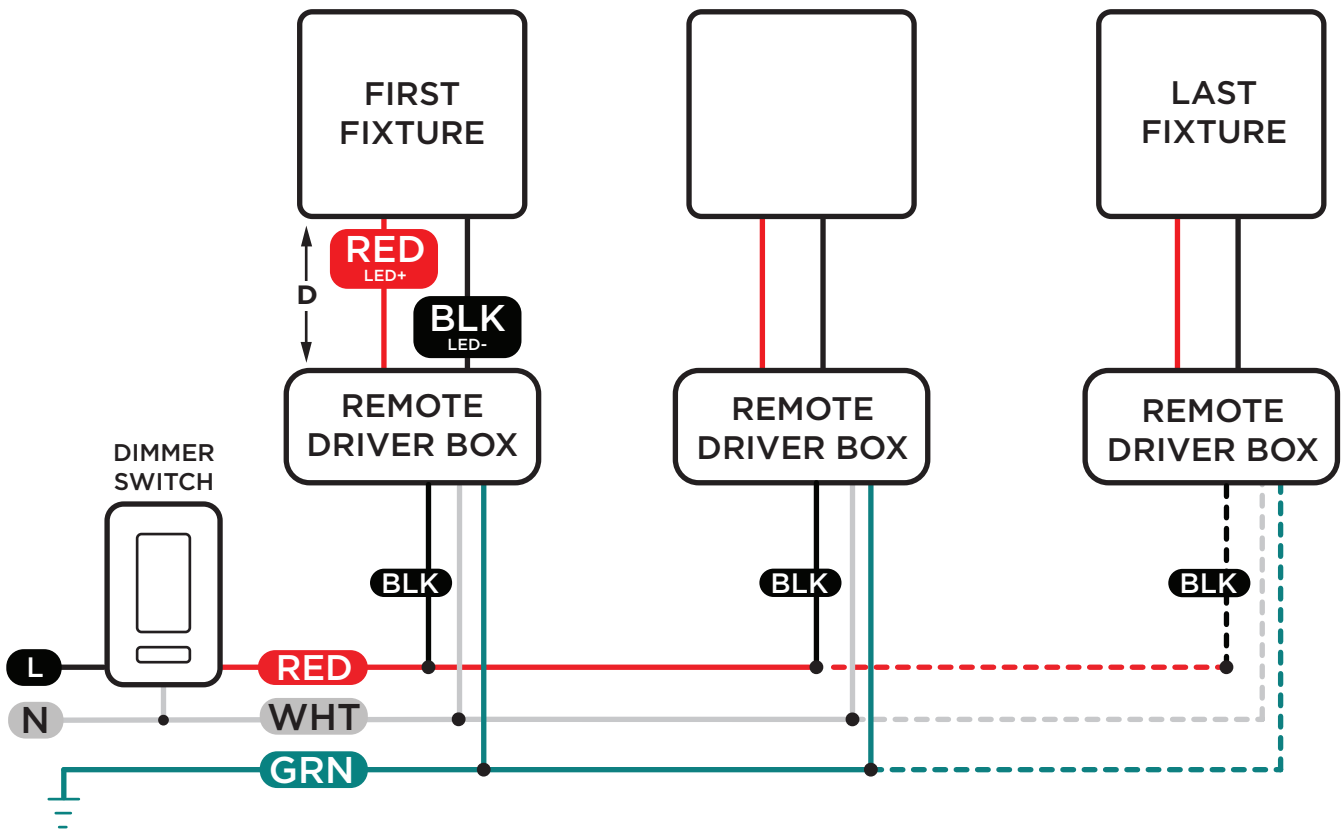 FIRST
FIXTURE
LAST
FIXTURE
RED
LED+
D
BLK
LED-
REMOTE
DRIVER BOX
REMOTE
DRIVER BOX
REMOTE
DRIVER BOX
DIMMER
SWITCH
BLK
BLK
BLK
L
RED
N
WHT
GRN